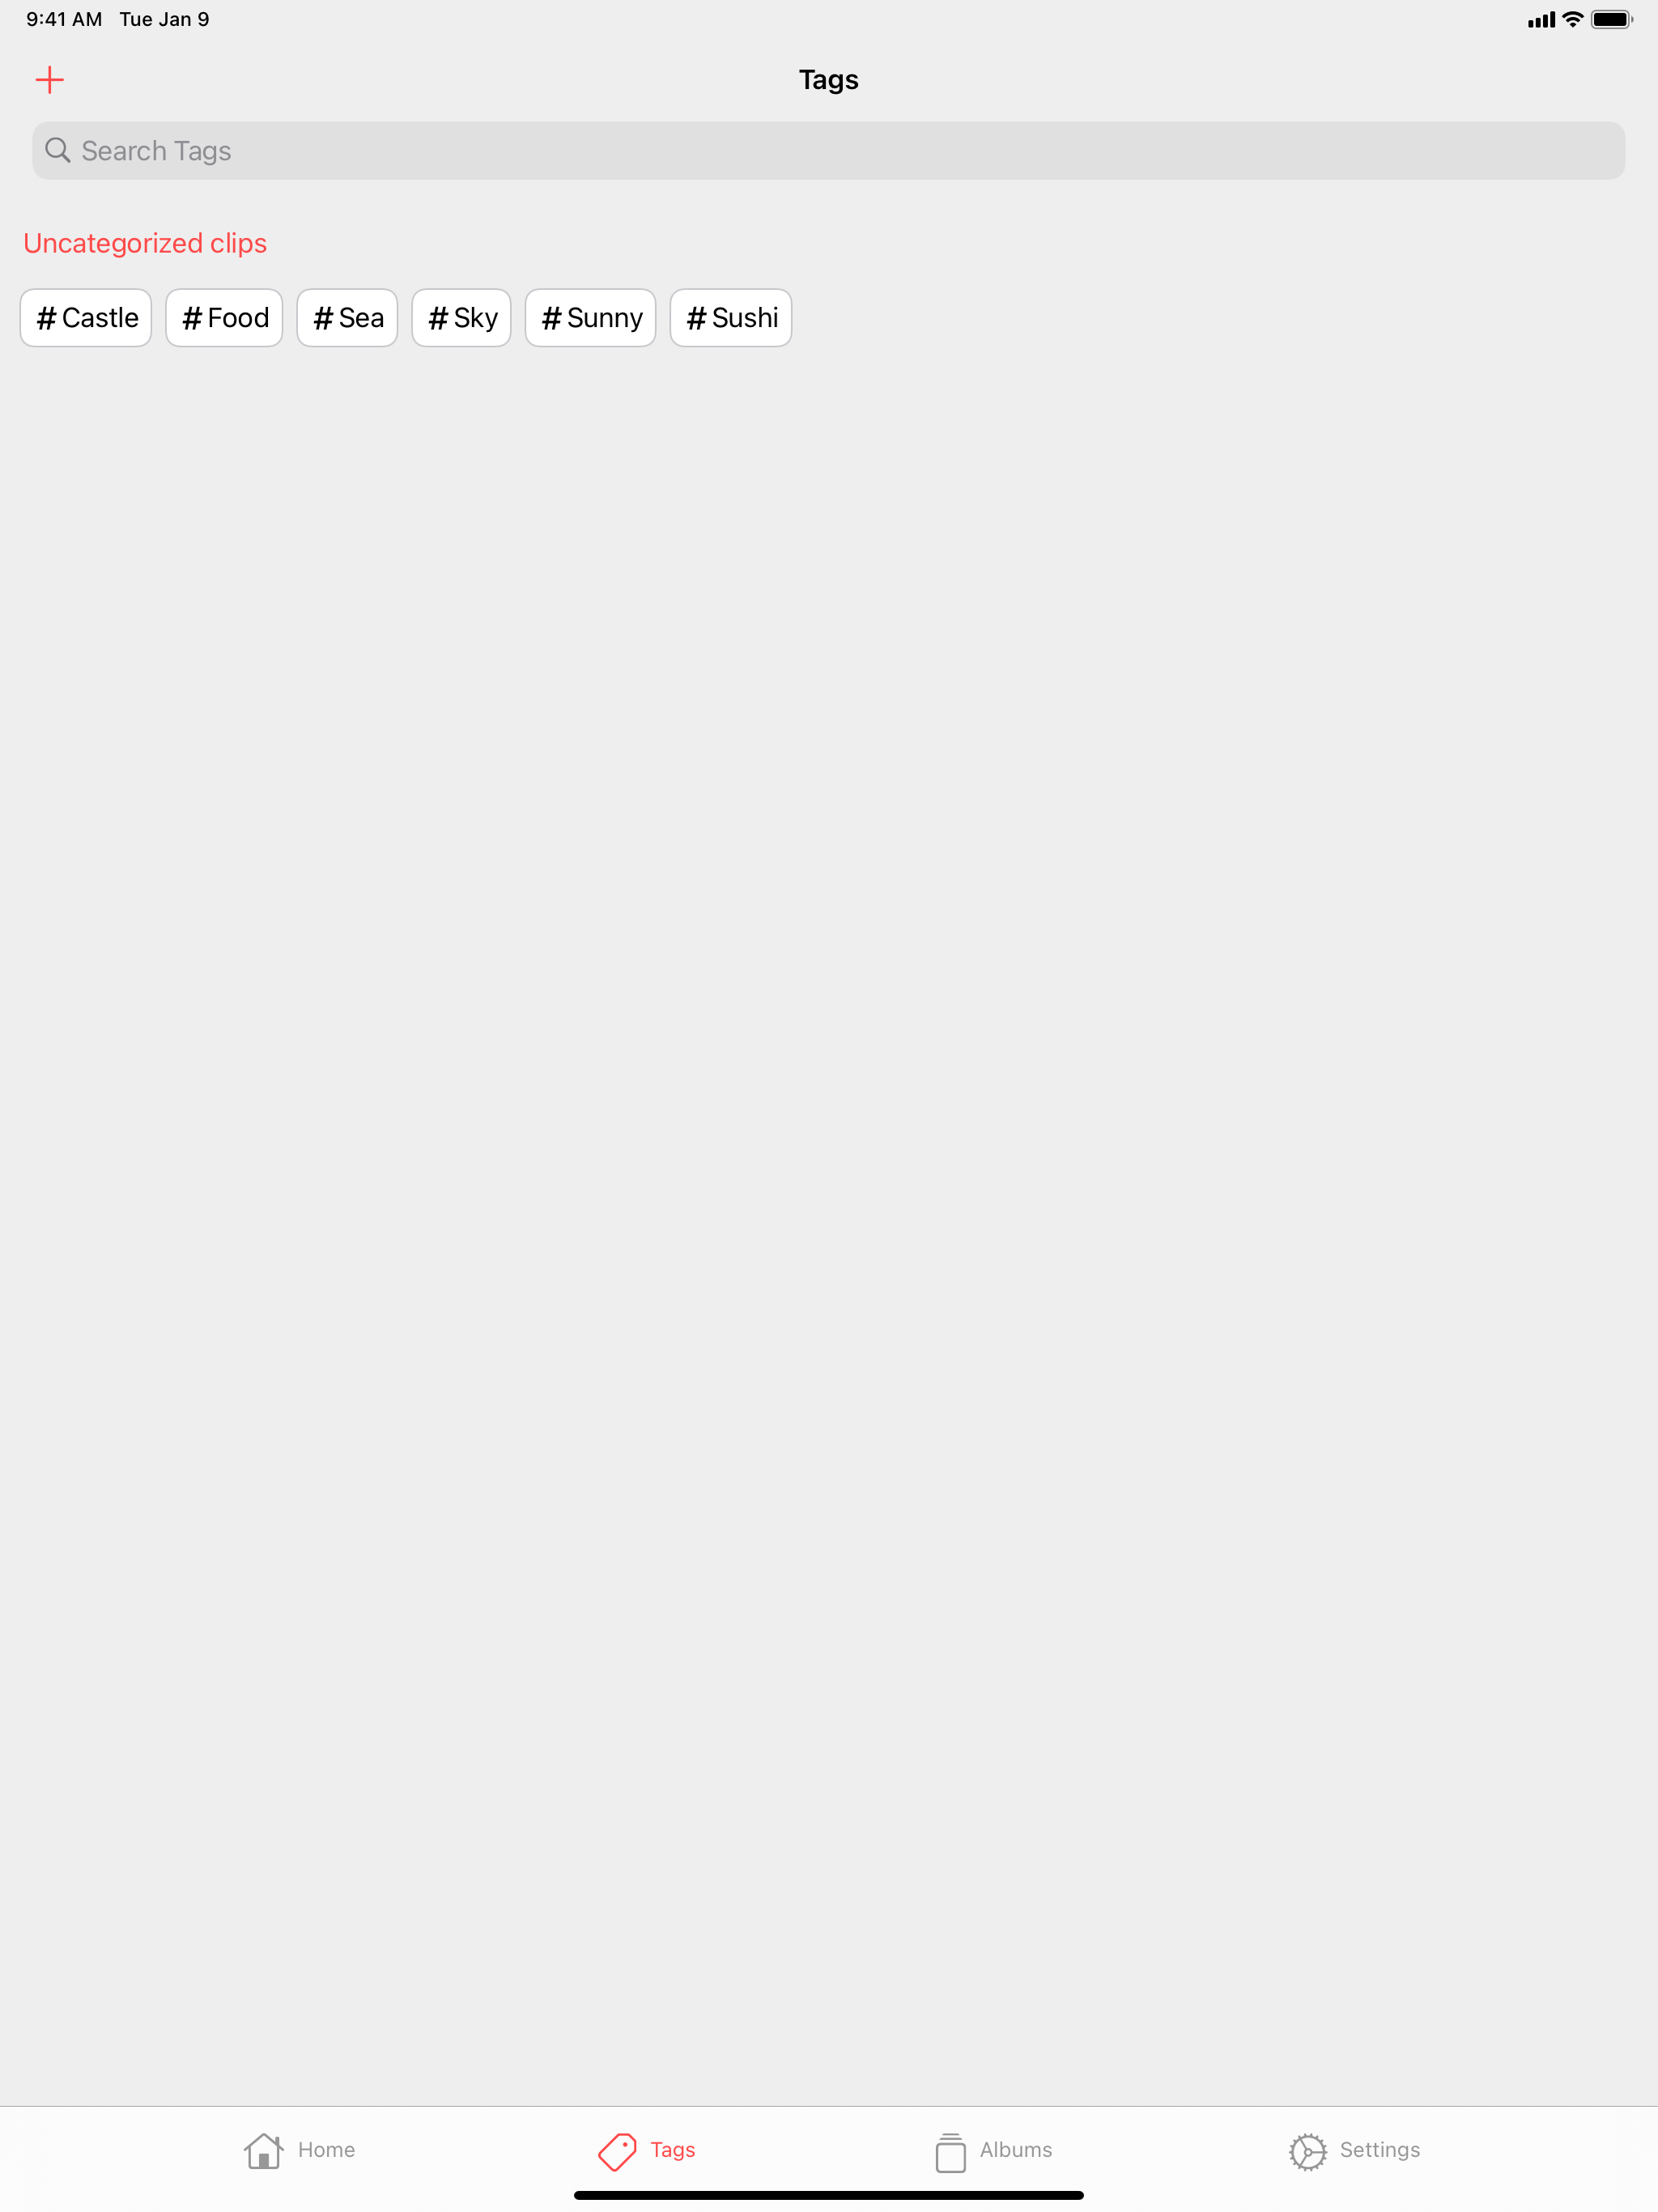 9:41 AM Tue Jan 9
Tags
Search Tags
Uncategorized clips
# Castle # Food # Sea # Sky # Sunny # Sushi
Home Tags Albums Settings